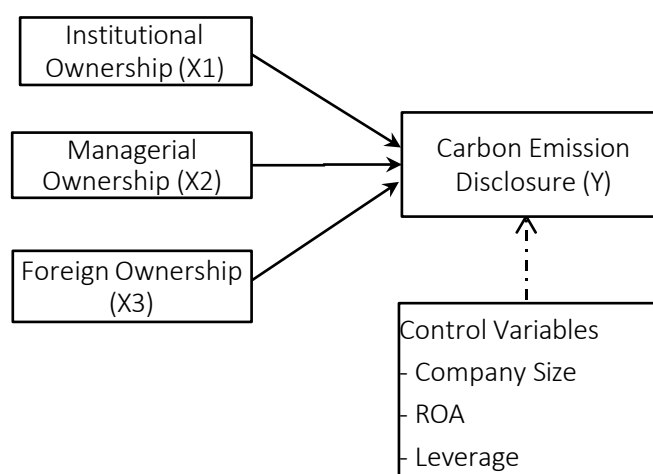 Institutional
Ownership (X1)
Managerial
Ownership (X2)
Foreign Ownership
(X3)
Carbon Emission
Disclosure (Y)
Control Variables
- Company Size
- ROA
- Leverage